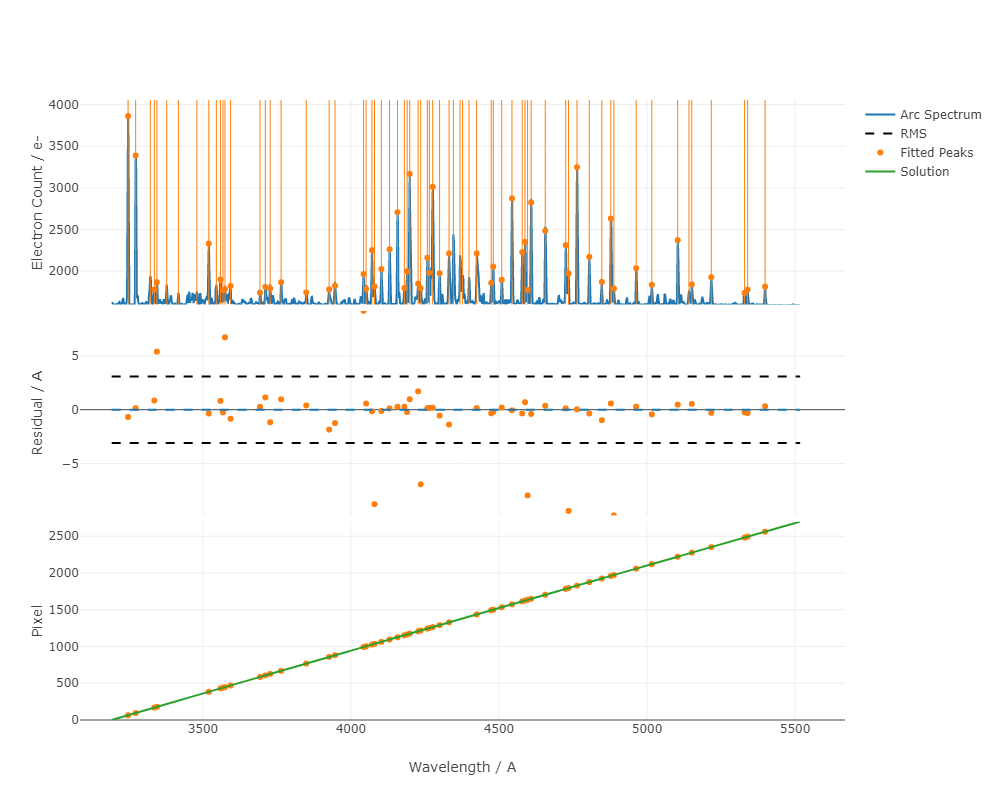 4000
3500
3000
2500
2000
Electron Count / e-
Arc Spectrum
RMS
Fitted Peaks
Solution
5
0
−5
Residual / A
2500
2000
1500
1000
500
0
Pixel
3500
4000
4500
5000
5500
Wavelength / A